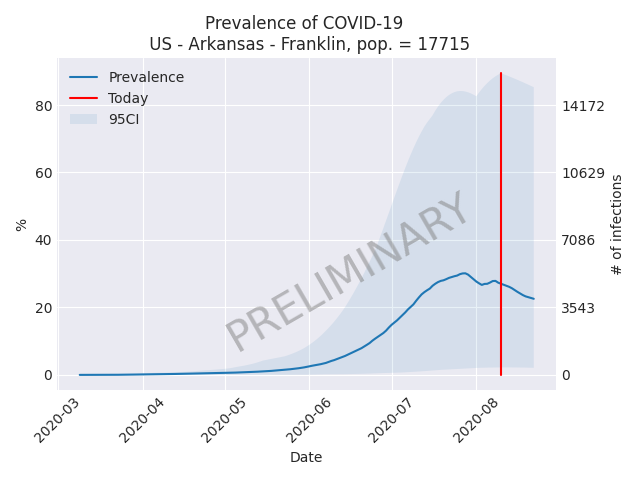 Prevalence of COVID-19
US - Arkansas - Franklin, pop. = 17715
Prevalence
Today
95CI
80
60
40
20
0
%
14172
10629
7086
3543
0
# of infections
PRELIMINARY
2020-03
2020-04
2020-05
2020-06
2020-07
2020-08
Date